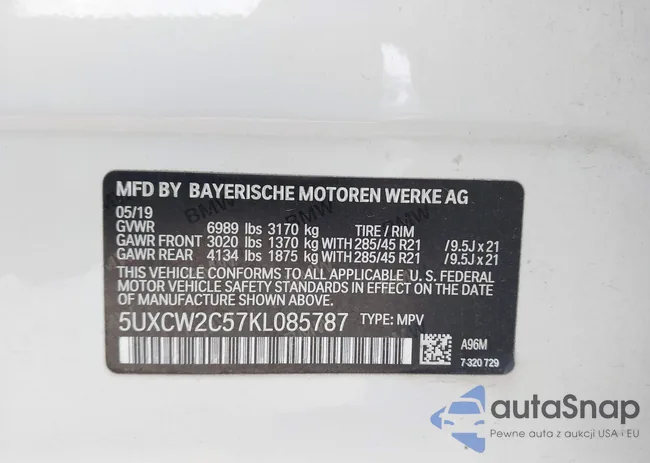 MFD BY BAYERISCHE MOTOREN WERKE AG
05/19
GVWR 6989 lbs 3170 kg TIRE / RIM
GAWR FRONT 3020 lbs 1370 kg WITH 285/45 R21 /9.5J x 21
GAWR REAR 4134 lbs 1875 kg WITH 285/45 R21 /9.5J x 21
THIS VEHICLE CONFORMS TO ALL APPLICABLE U. S. FEDERAL
MOTOR VEHICLE SAFETY STANDARDS IN EFFECT
ON THE DATE OF MANUFACTURE SHOWN ABOVE.
5UXCW2C57KL085787 TYPE: MPV
A96M
7 320 729
autoSnap
Pewne auta z aukcji USA i EU